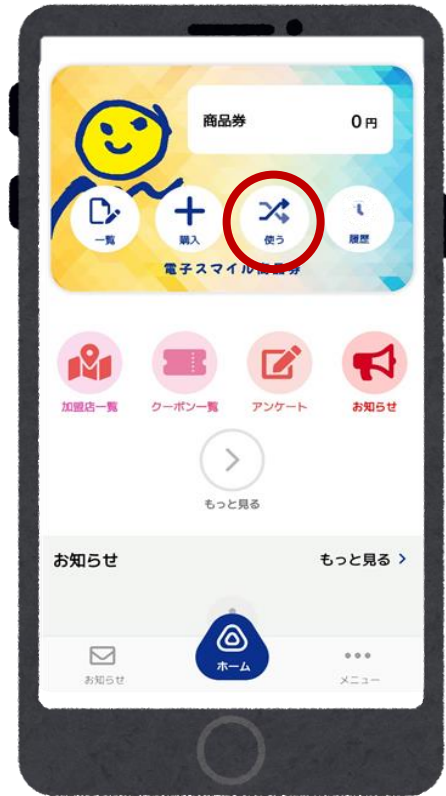 商品券 0円
一覧 購入 使う 履歴
電子スマイル商品券
加盟店一覧 クーポン一覧 アンケート お知らせ
もっと見る
お知らせ もっと見る
お知らせ ホーム メニュー